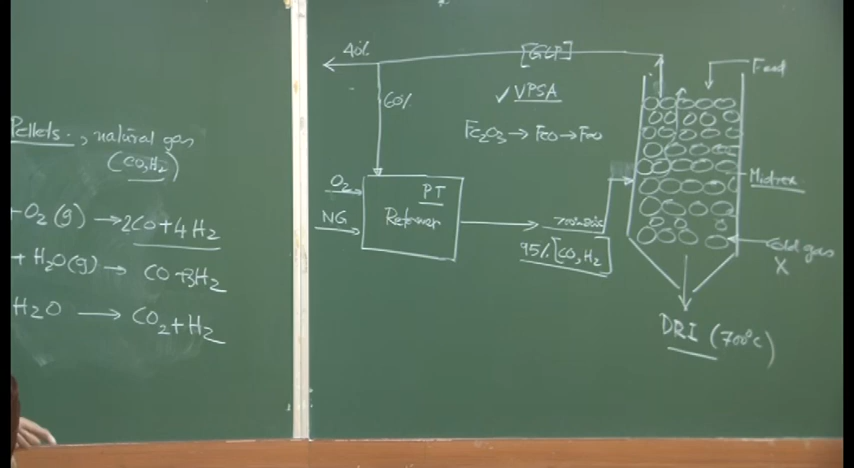 Pellets., natural gas
(CO, H₂)
+O₂(g) → 2CO+4H₂
+H₂O(g) → CO+3H₂
H2O → CO₂+H₂
40%
[GCP]
Feed
60%
✓VPSA
Fe₂O₃ → FeO → Feo
O₂
PT
Reformer
NG
95% [CO, H₂]
Midrex
Cold gas
X
DRI (700°C)